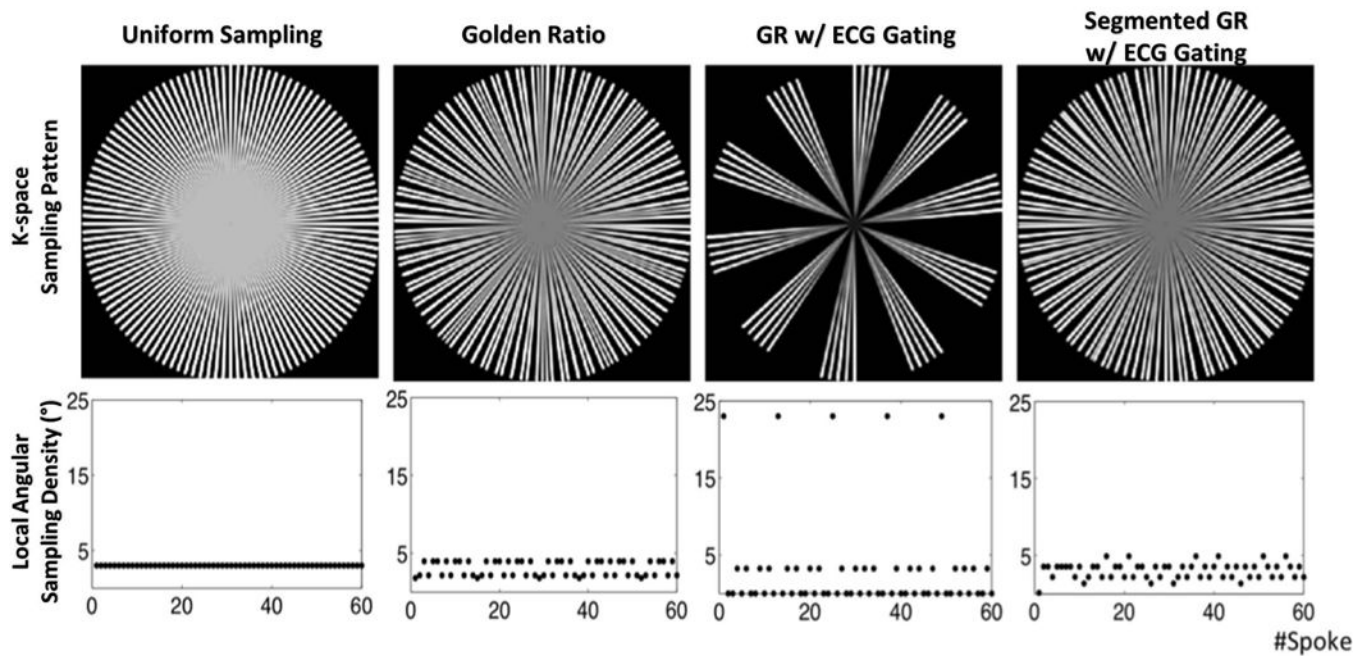 Uniform Sampling
Golden Ratio
GR w/ ECG Gating
Segmented GR
w/ ECG Gating
K-space
Sampling Pattern
Local Angular
Sampling Density (°)
25
15
5
0
20
40
60
25
15
5
0
20
40
60
25
15
5
0
20
40
60
25
15
5
0
20
40
60
#Spoke